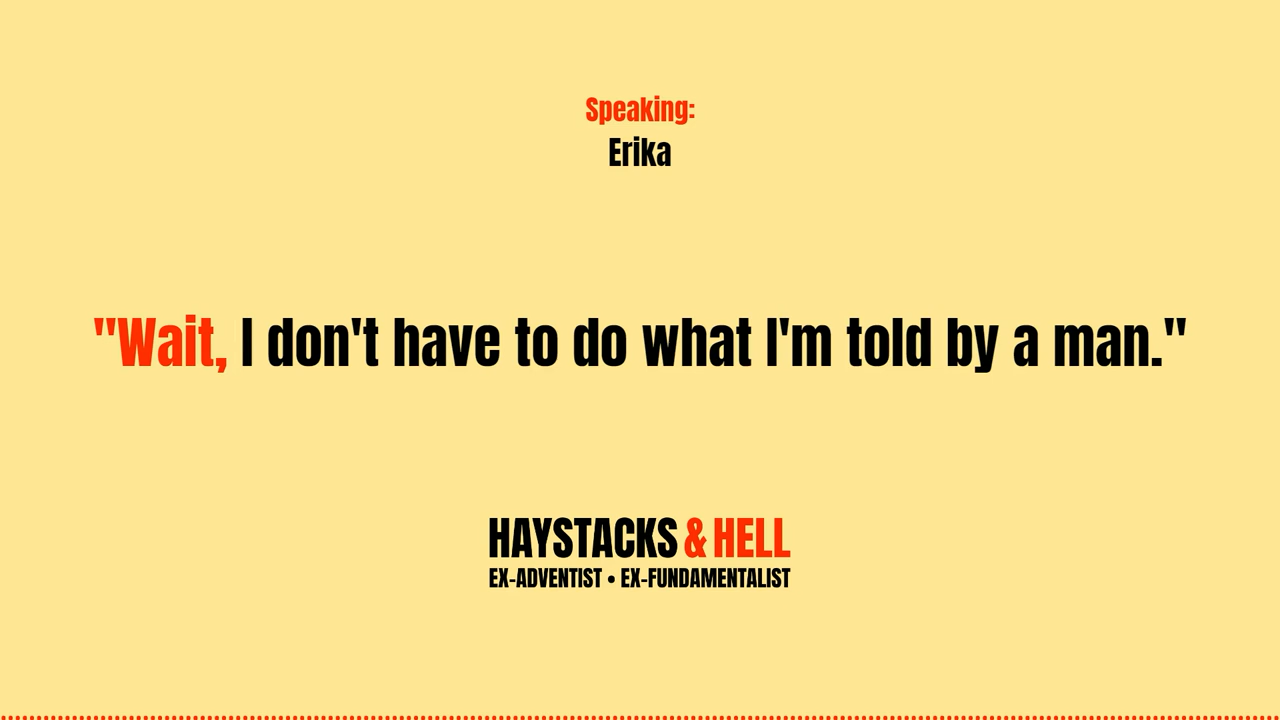 Speaking:
Erika
"Wait, I don't have to do what I'm told by a man."
HAYSTACKS & HELL
EX-ADVENTIST • EX-FUNDAMENTALIST